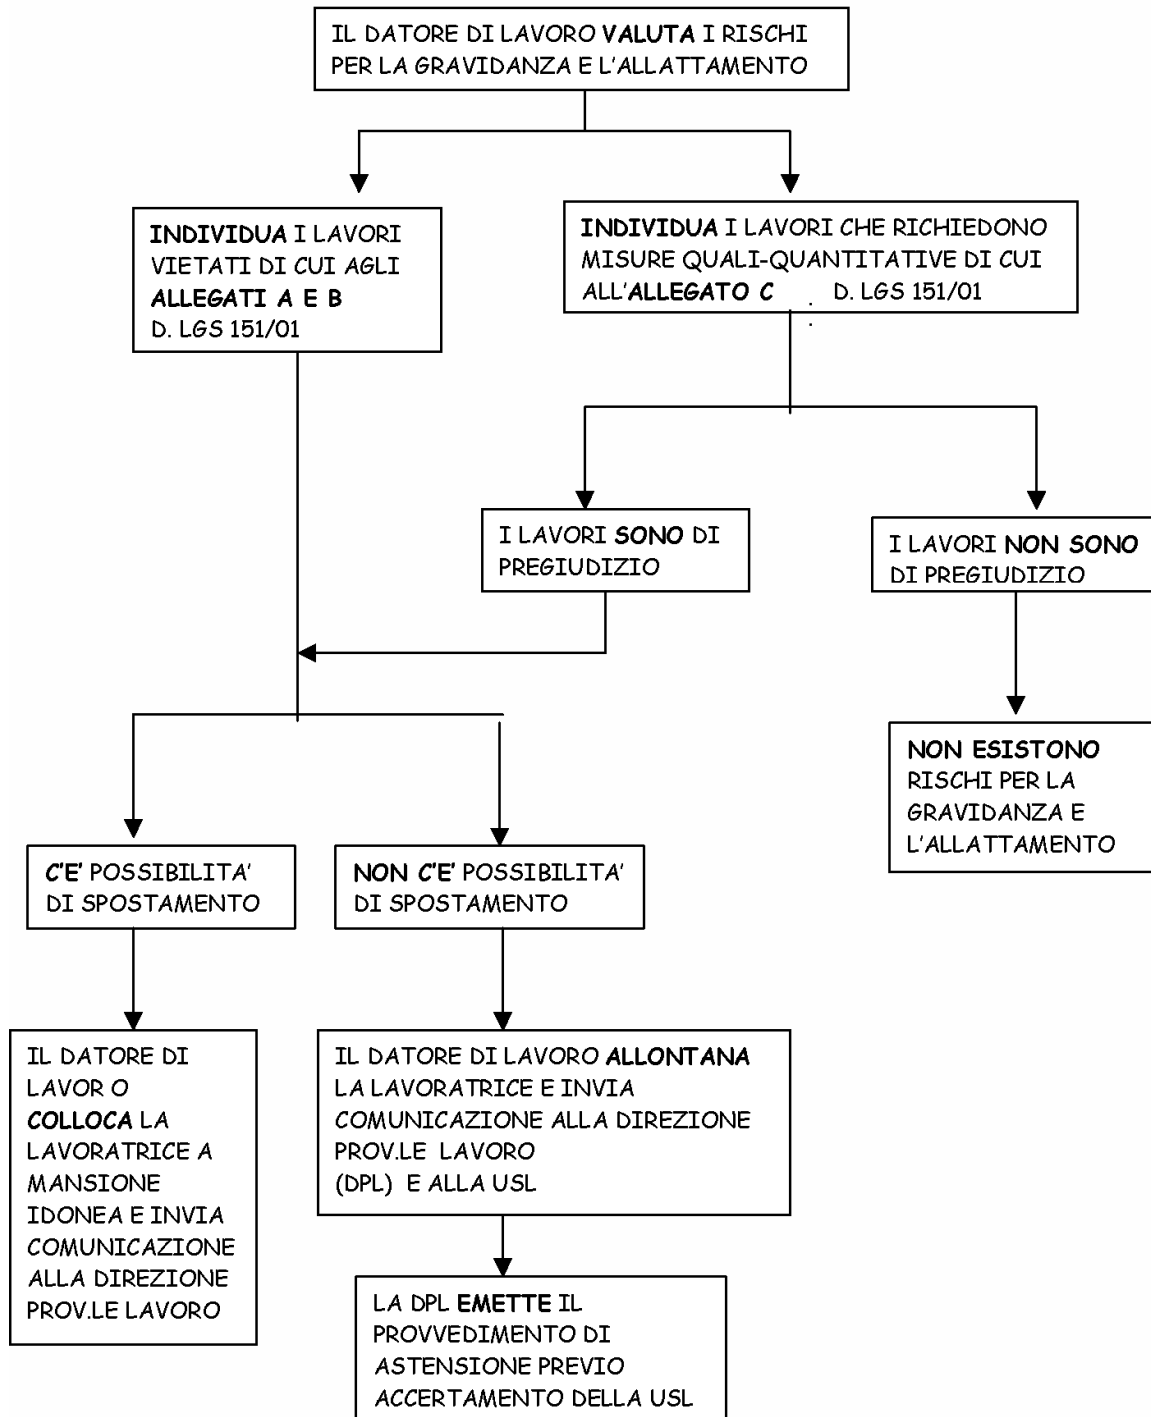 IL DATORE DI LAVORO VALUTA I RISCHI
PER LA GRAVIDANZA E L'ALLATTAMENTO
INDIVIDUA I LAVORI
VIETATI DI CUI AGLI
ALLEGATI A E B
D. LGS 151/01
INDIVIDUA I LAVORI CHE RICHIEDONO
MISURE QUALI-QUANTITATIVE DI CUI
ALL'ALLEGATO C : D. LGS 151/01
I LAVORI SONO DI
PREGIUDIZIO
I LAVORI NON SONO
DI PREGIUDIZIO
NON ESISTONO
RISCHI PER LA
GRAVIDANZA E
L'ALLATTAMENTO
C'E' POSSIBILITA'
DI SPOSTAMENTO
NON C'E' POSSIBILITA'
DI SPOSTAMENTO
IL DATORE DI
LAVOR O
COLLOCA LA
LAVORATRICE A
MANSIONE
IDONEA E INVIA
COMUNICAZIONE
ALLA DIREZIONE
PROV.LE LAVORO
IL DATORE DI LAVORO ALLONTANA
LA LAVORATRICE E INVIA
COMUNICAZIONE ALLA DIREZIONE
PROV.LE LAVORO
(DPL) E ALLA USL
LA DPL EMETTE IL
PROVVEDIMENTO DI
ASTENSIONE PREVIO
ACCERTAMENTO DELLA USL